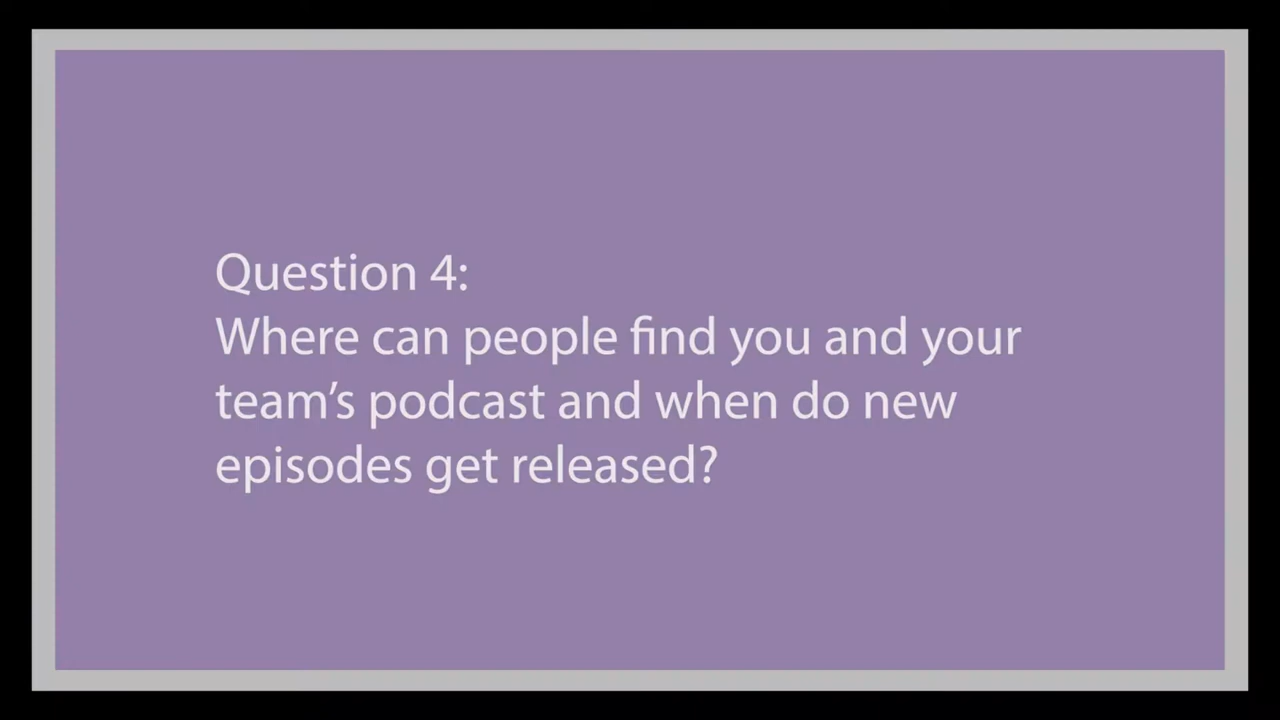 Question 4:
Where can people find you and your
team’s podcast and when do new
episodes get released?